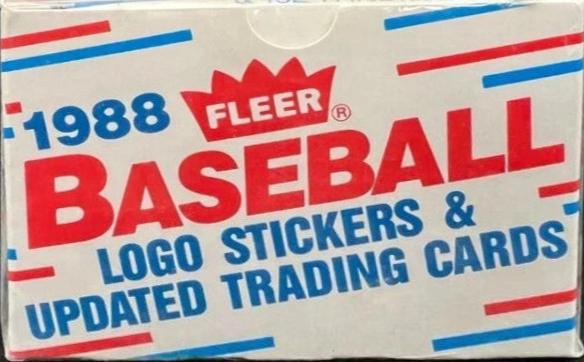 1988
FLEER®
BASEBALL
LOGO STICKERS &
UPDATED TRADING CARDS